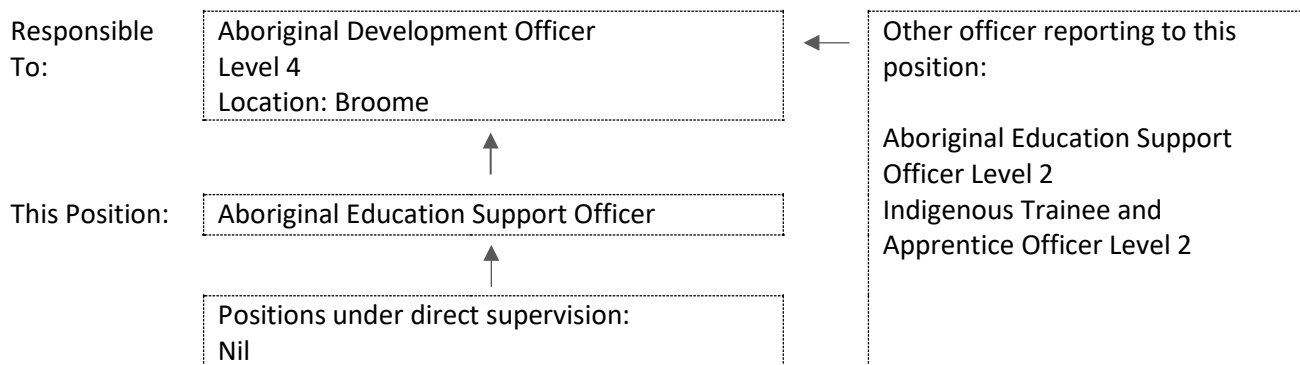 Responsible
To:
Aboriginal Development Officer
Level 4
Location: Broome
Other officer reporting to this
position:
Aboriginal Education Support
Officer Level 2
Indigenous Trainee and
Apprentice Officer Level 2
This Position:
Aboriginal Education Support Officer
Positions under direct supervision:
Nil